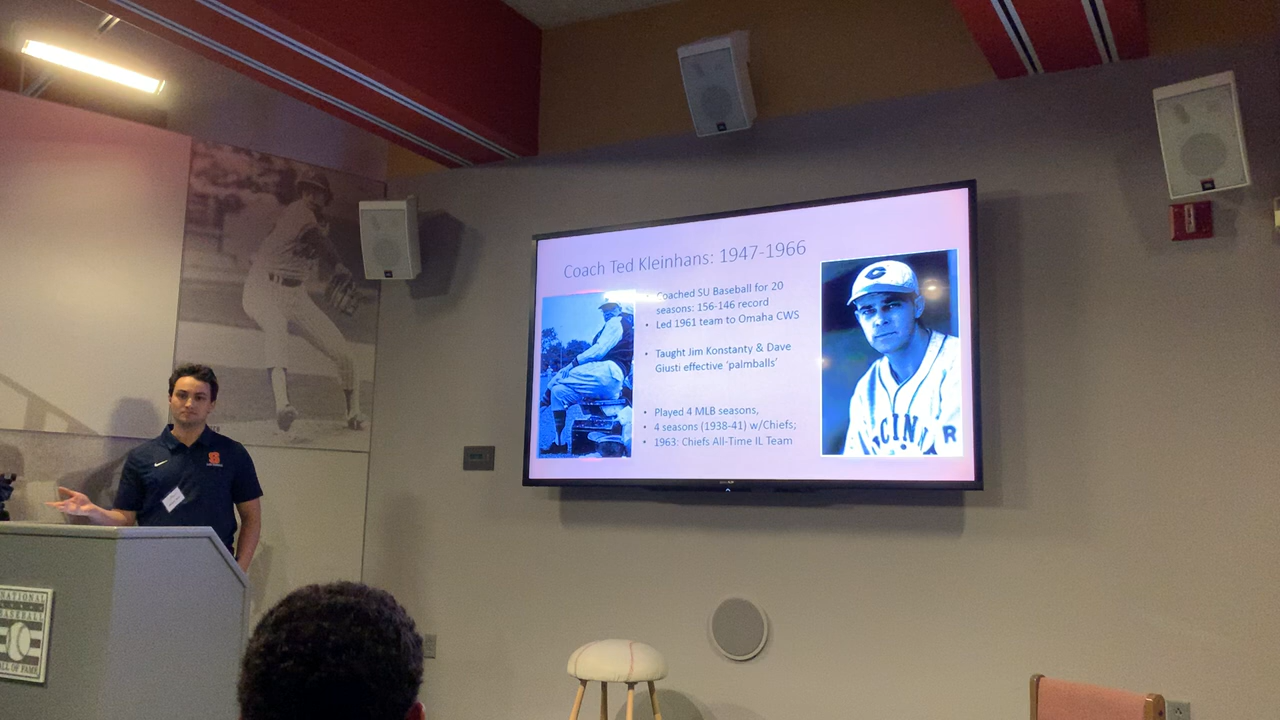 Coach Ted Kleinhans: 1947-1966
Coached SU Baseball for 20
seasons: 156-146 record
• Led 1961 team to Omaha CWS
• Taught Jim Konstanty & Dave
Giusti effective 'palmballs'
• Played 4 MLB seasons,
• 4 seasons (1938-41) w/Chiefs;
• 1963: Chiefs All-Time IL Team
C
CINN
S
NATIONAL
BASEBALL
HALL OF FAME